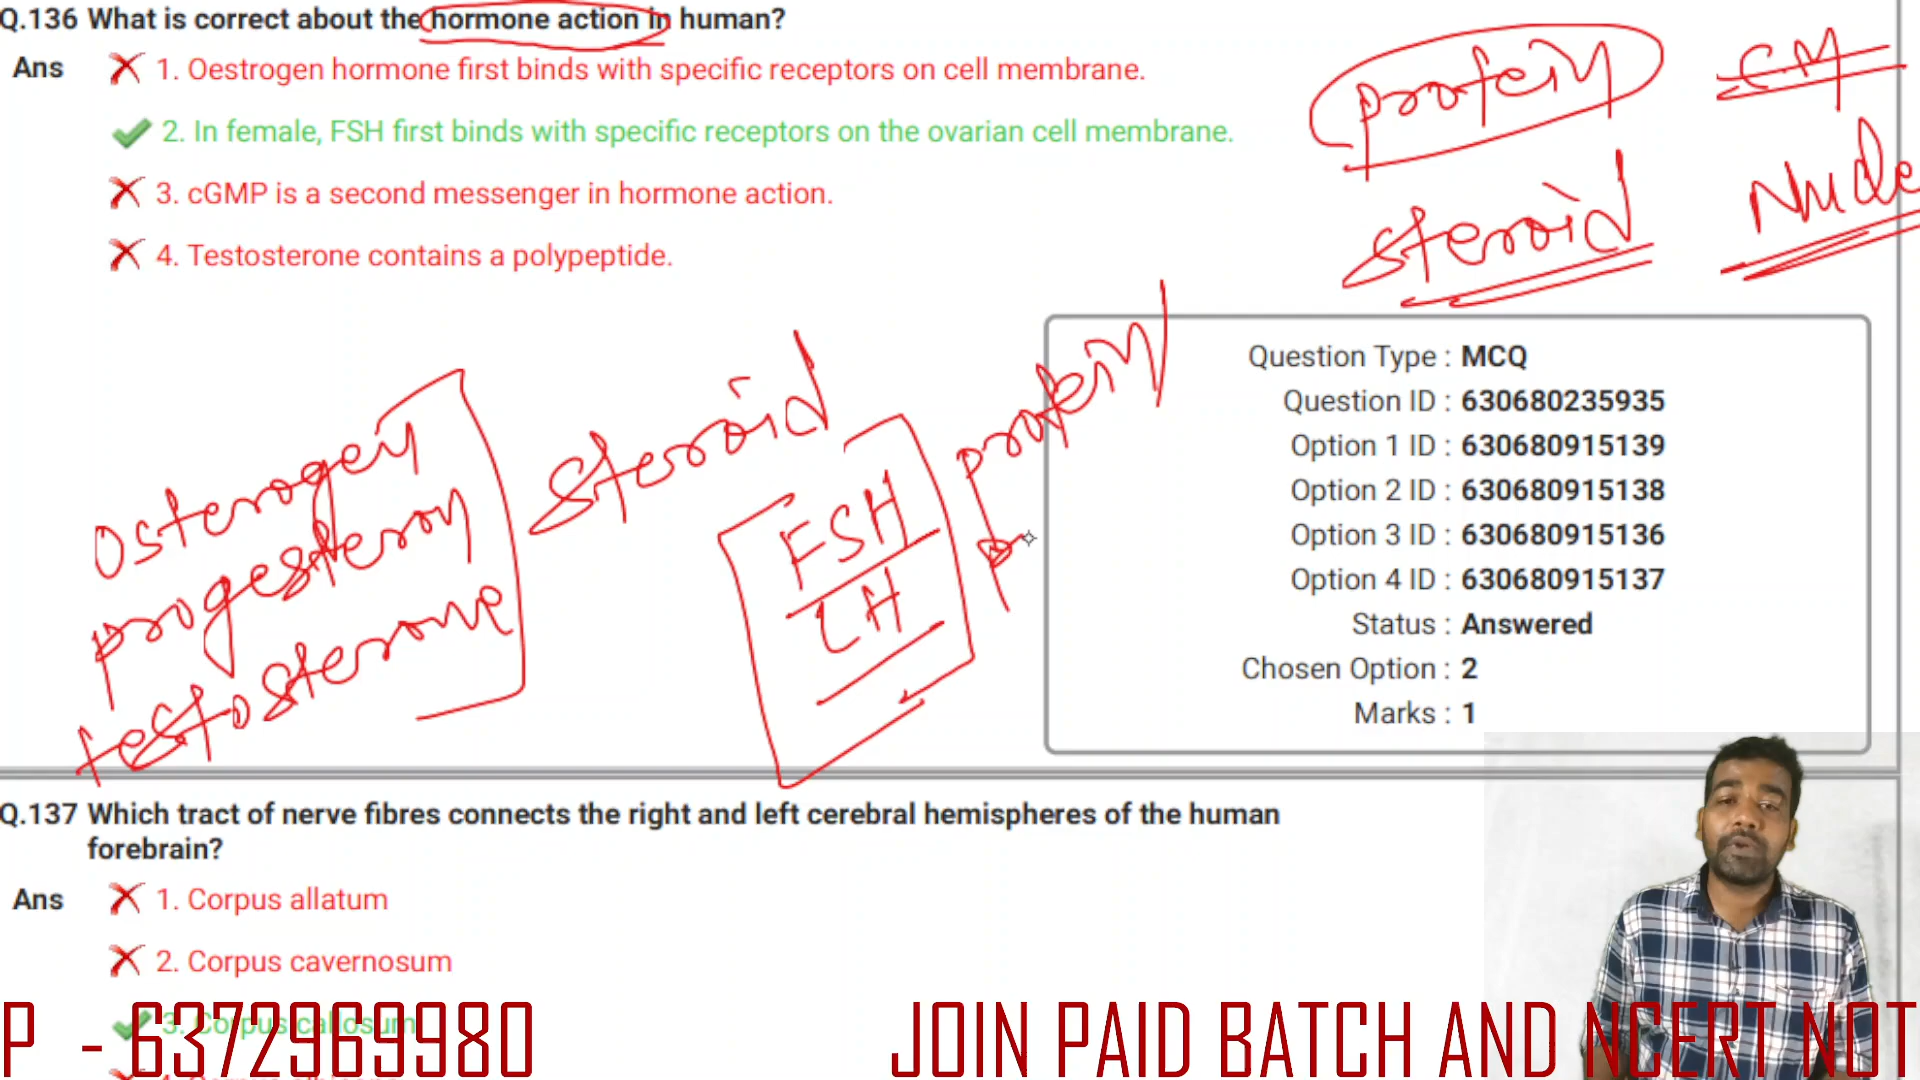 Q.136 What is correct about the hormone action in human?
Ans 1. Oestrogen hormone first binds with specific receptors on cell membrane.
2. In female, FSH first binds with specific receptors on the ovarian cell membrane.
3. cGMP is a second messenger in hormone action.
4. Testosterone contains a polypeptide.
protein CM
steroid Nucle
Question Type : MCQ
Question ID : 630680235935
Option 1 ID : 630680915139
Option 2 ID : 630680915138
Option 3 ID : 630680915136
Option 4 ID : 630680915137
Status : Answered
Chosen Option : 2
Marks : 1
Osterogen
progesteron
testosterone
steroid
FSH
LH
protein
P
Q.137 Which tract of nerve fibres connects the right and left cerebral hemispheres of the human
forebrain?
Ans 1. Corpus allatum
2. Corpus cavernosum
3. Corpus callosum
P - 6372969980 JOIN PAID BATCH AND NCERT NOT